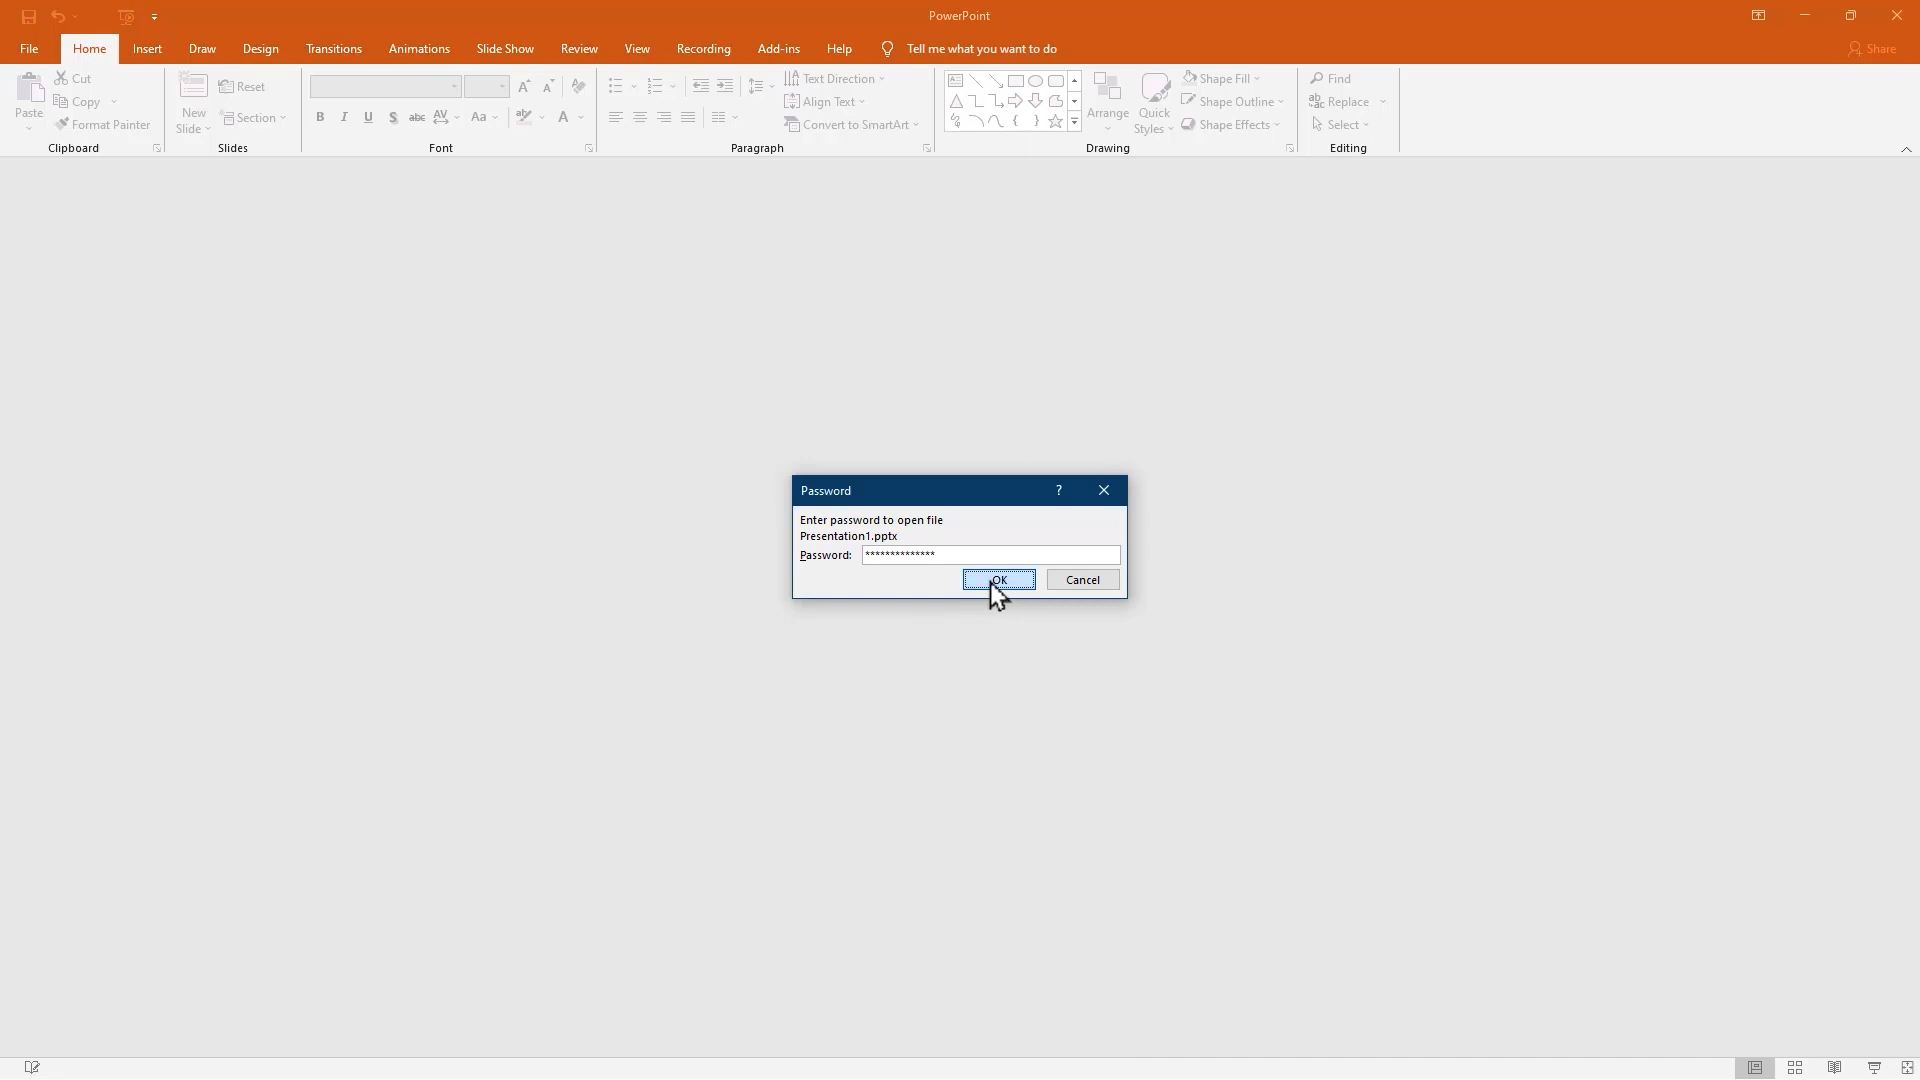 PowerPoint
File Home Insert Draw Design Transitions Animations Slide Show Review View Recording Add-ins Help Tell me what you want to do Share
Paste
Cut
Copy
Format Painter
Clipboard
New
Slide
Reset
Section
Slides
B I U S abc AV Aa A
Font
Text Direction
Align Text
Convert to SmartArt
Paragraph
Arrange
Quick
Styles
Shape Fill
Shape Outline
Shape Effects
Drawing
Find
Replace
Select
Editing
Password ?
Enter password to open file
Presentation1.pptx
Password: **************
OK Cancel